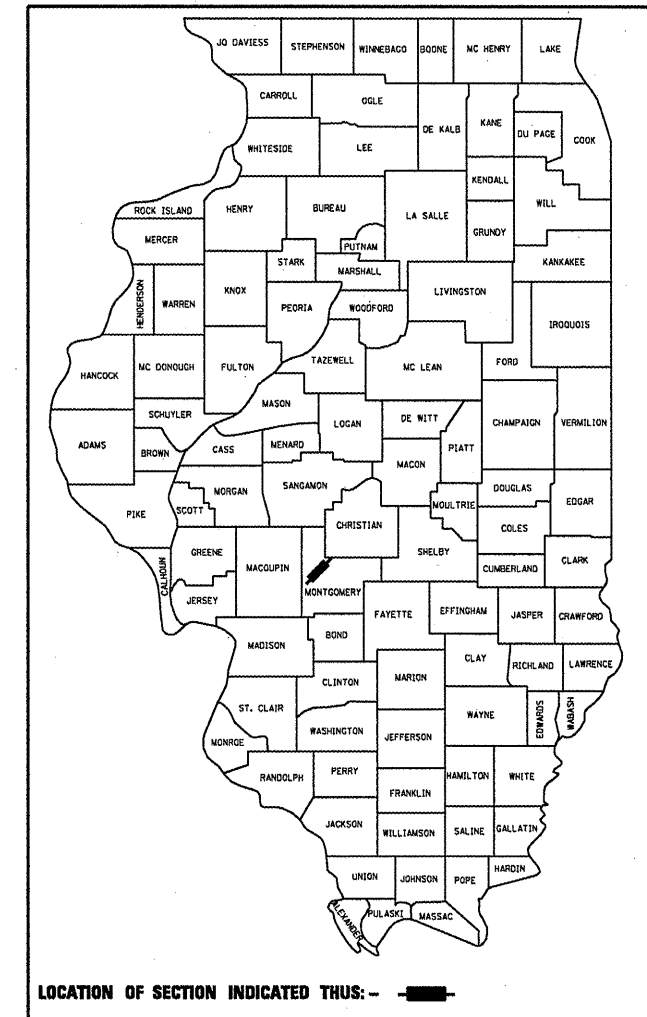 JO DAVIESS STEPHENSON WINNEBAGO BOONE MC HENRY LAKE
CARROLL OGLE DE KALB KANE DU PAGE COOK
WHITESIDE LEE KENDALL WILL
ROCK ISLAND HENRY BUREAU LA SALLE GRUNDY
MERCER PUTNAM KANKAKEE
STARK MARSHALL
HENDERSON WARREN KNOX PEORIA WOODFORD LIVINGSTON IROQUOIS
HANCOCK MC DONOUGH FULTON TAZEWELL MC LEAN FORD
SCHUYLER MASON LOGAN DE WITT CHAMPAIGN VERMILION
ADAMS BROWN CASS MENARD PIATT
MACON
PIKE SCOTT MORGAN SANGAMON CHRISTIAN MOULTRIE DOUGLAS EDGAR
COLES
CALHOUN GREENE MACOUPIN SHELBY CUMBERLAND CLARK
JERSEY MONTGOMERY
FAYETTE EFFINGHAM JASPER CRAWFORD
MADISON BOND
CLINTON MARION CLAY RICHLAND LAWRENCE
ST. CLAIR WAYNE EDWARDS WABASH
MONROE WASHINGTON JEFFERSON
RANDOLPH PERRY HAMILTON WHITE
FRANKLIN
JACKSON WILLIAMSON SALINE GALLATIN
UNION JOHNSON POPE HARDIN
ALEXANDER PULASKI MASSAC
LOCATION OF SECTION INDICATED THUS: -